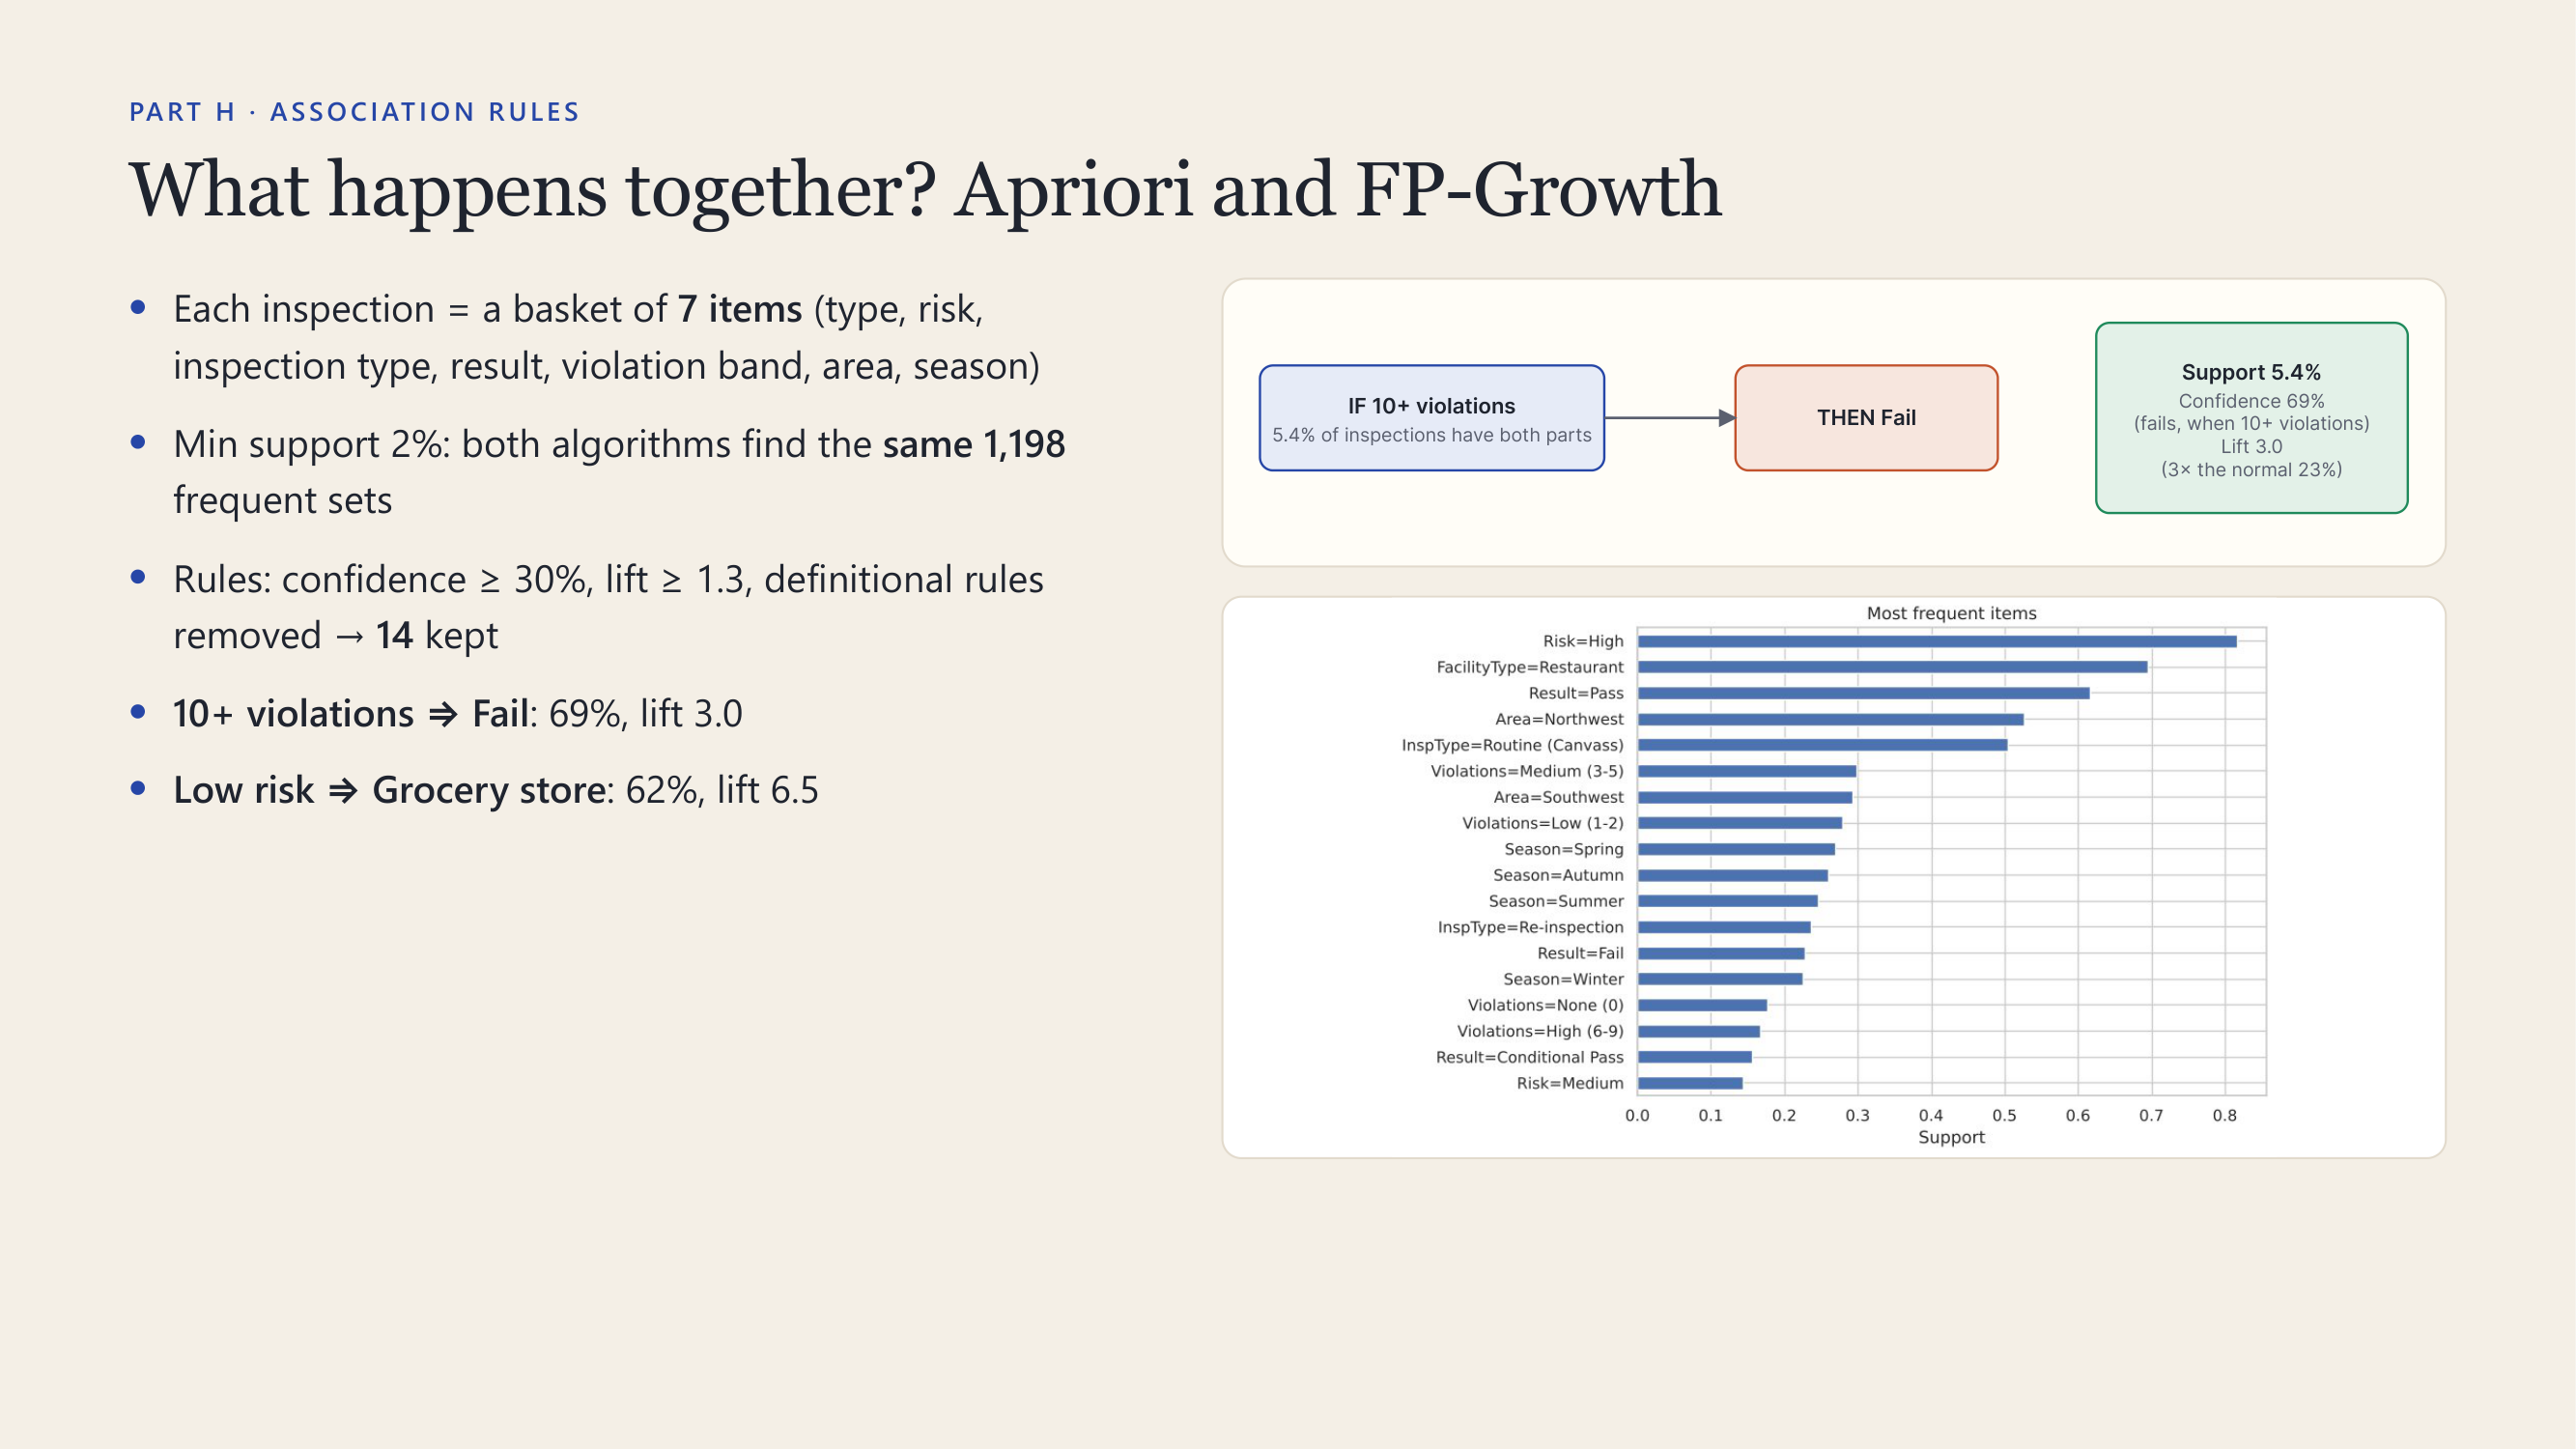 PART H · ASSOCIATION RULES
What happens together? Apriori and FP-Growth
Each inspection = a basket of 7 items (type, risk,
inspection type, result, violation band, area, season)
Min support 2%: both algorithms find the same 1,198
frequent sets
Rules: confidence ≥ 30%, lift ≥ 1.3, definitional rules
removed → 14 kept
10+ violations ⇒ Fail: 69%, lift 3.0
Low risk ⇒ Grocery store: 62%, lift 6.5
IF 10+ violations
5.4% of inspections have both parts
THEN Fail
Support 5.4%
Confidence 69%
(fails, when 10+ violations)
Lift 3.0
(3× the normal 23%)
Most frequent items
Risk=High
FacilityType=Restaurant
Result=Pass
Area=Northwest
InspType=Routine (Canvass)
Violations=Medium (3-5)
Area=Southwest
Violations=Low (1-2)
Season=Spring
Season=Autumn
Season=Summer
InspType=Re-inspection
Result=Fail
Season=Winter
Violations=None (0)
Violations=High (6-9)
Result=Conditional Pass
Risk=Medium
0.0 0.1 0.2 0.3 0.4 0.5 0.6 0.7 0.8
Support